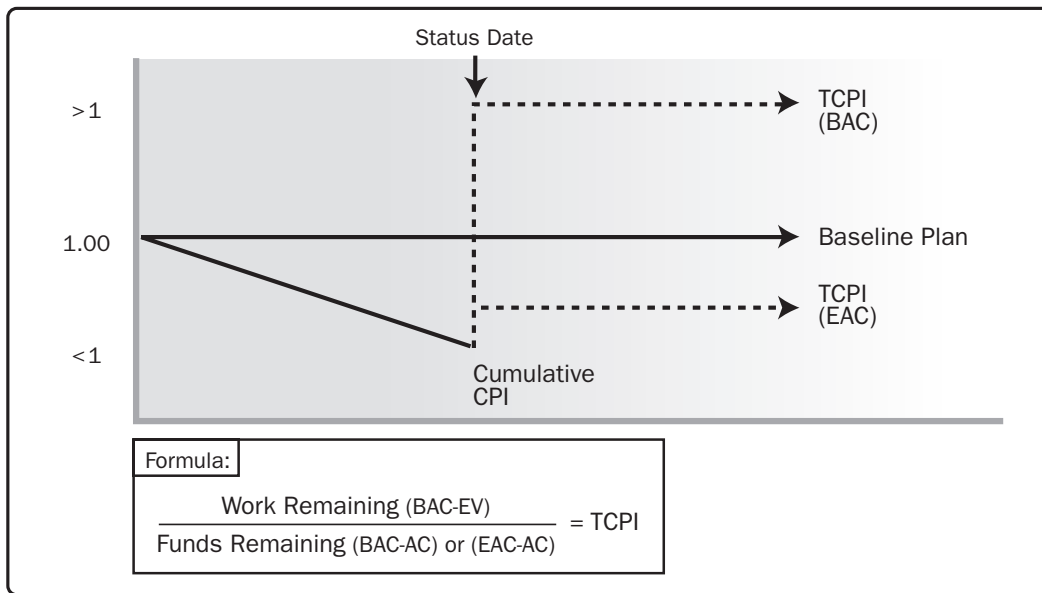 Status Date
>1
TCPI
(BAC)
1.00
Baseline Plan
TCPI
(EAC)
<1
Cumulative
CPI
Formula:
Work Remaining (BAC-EV)
= TCPI
Funds Remaining (BAC-AC) or (EAC-AC)